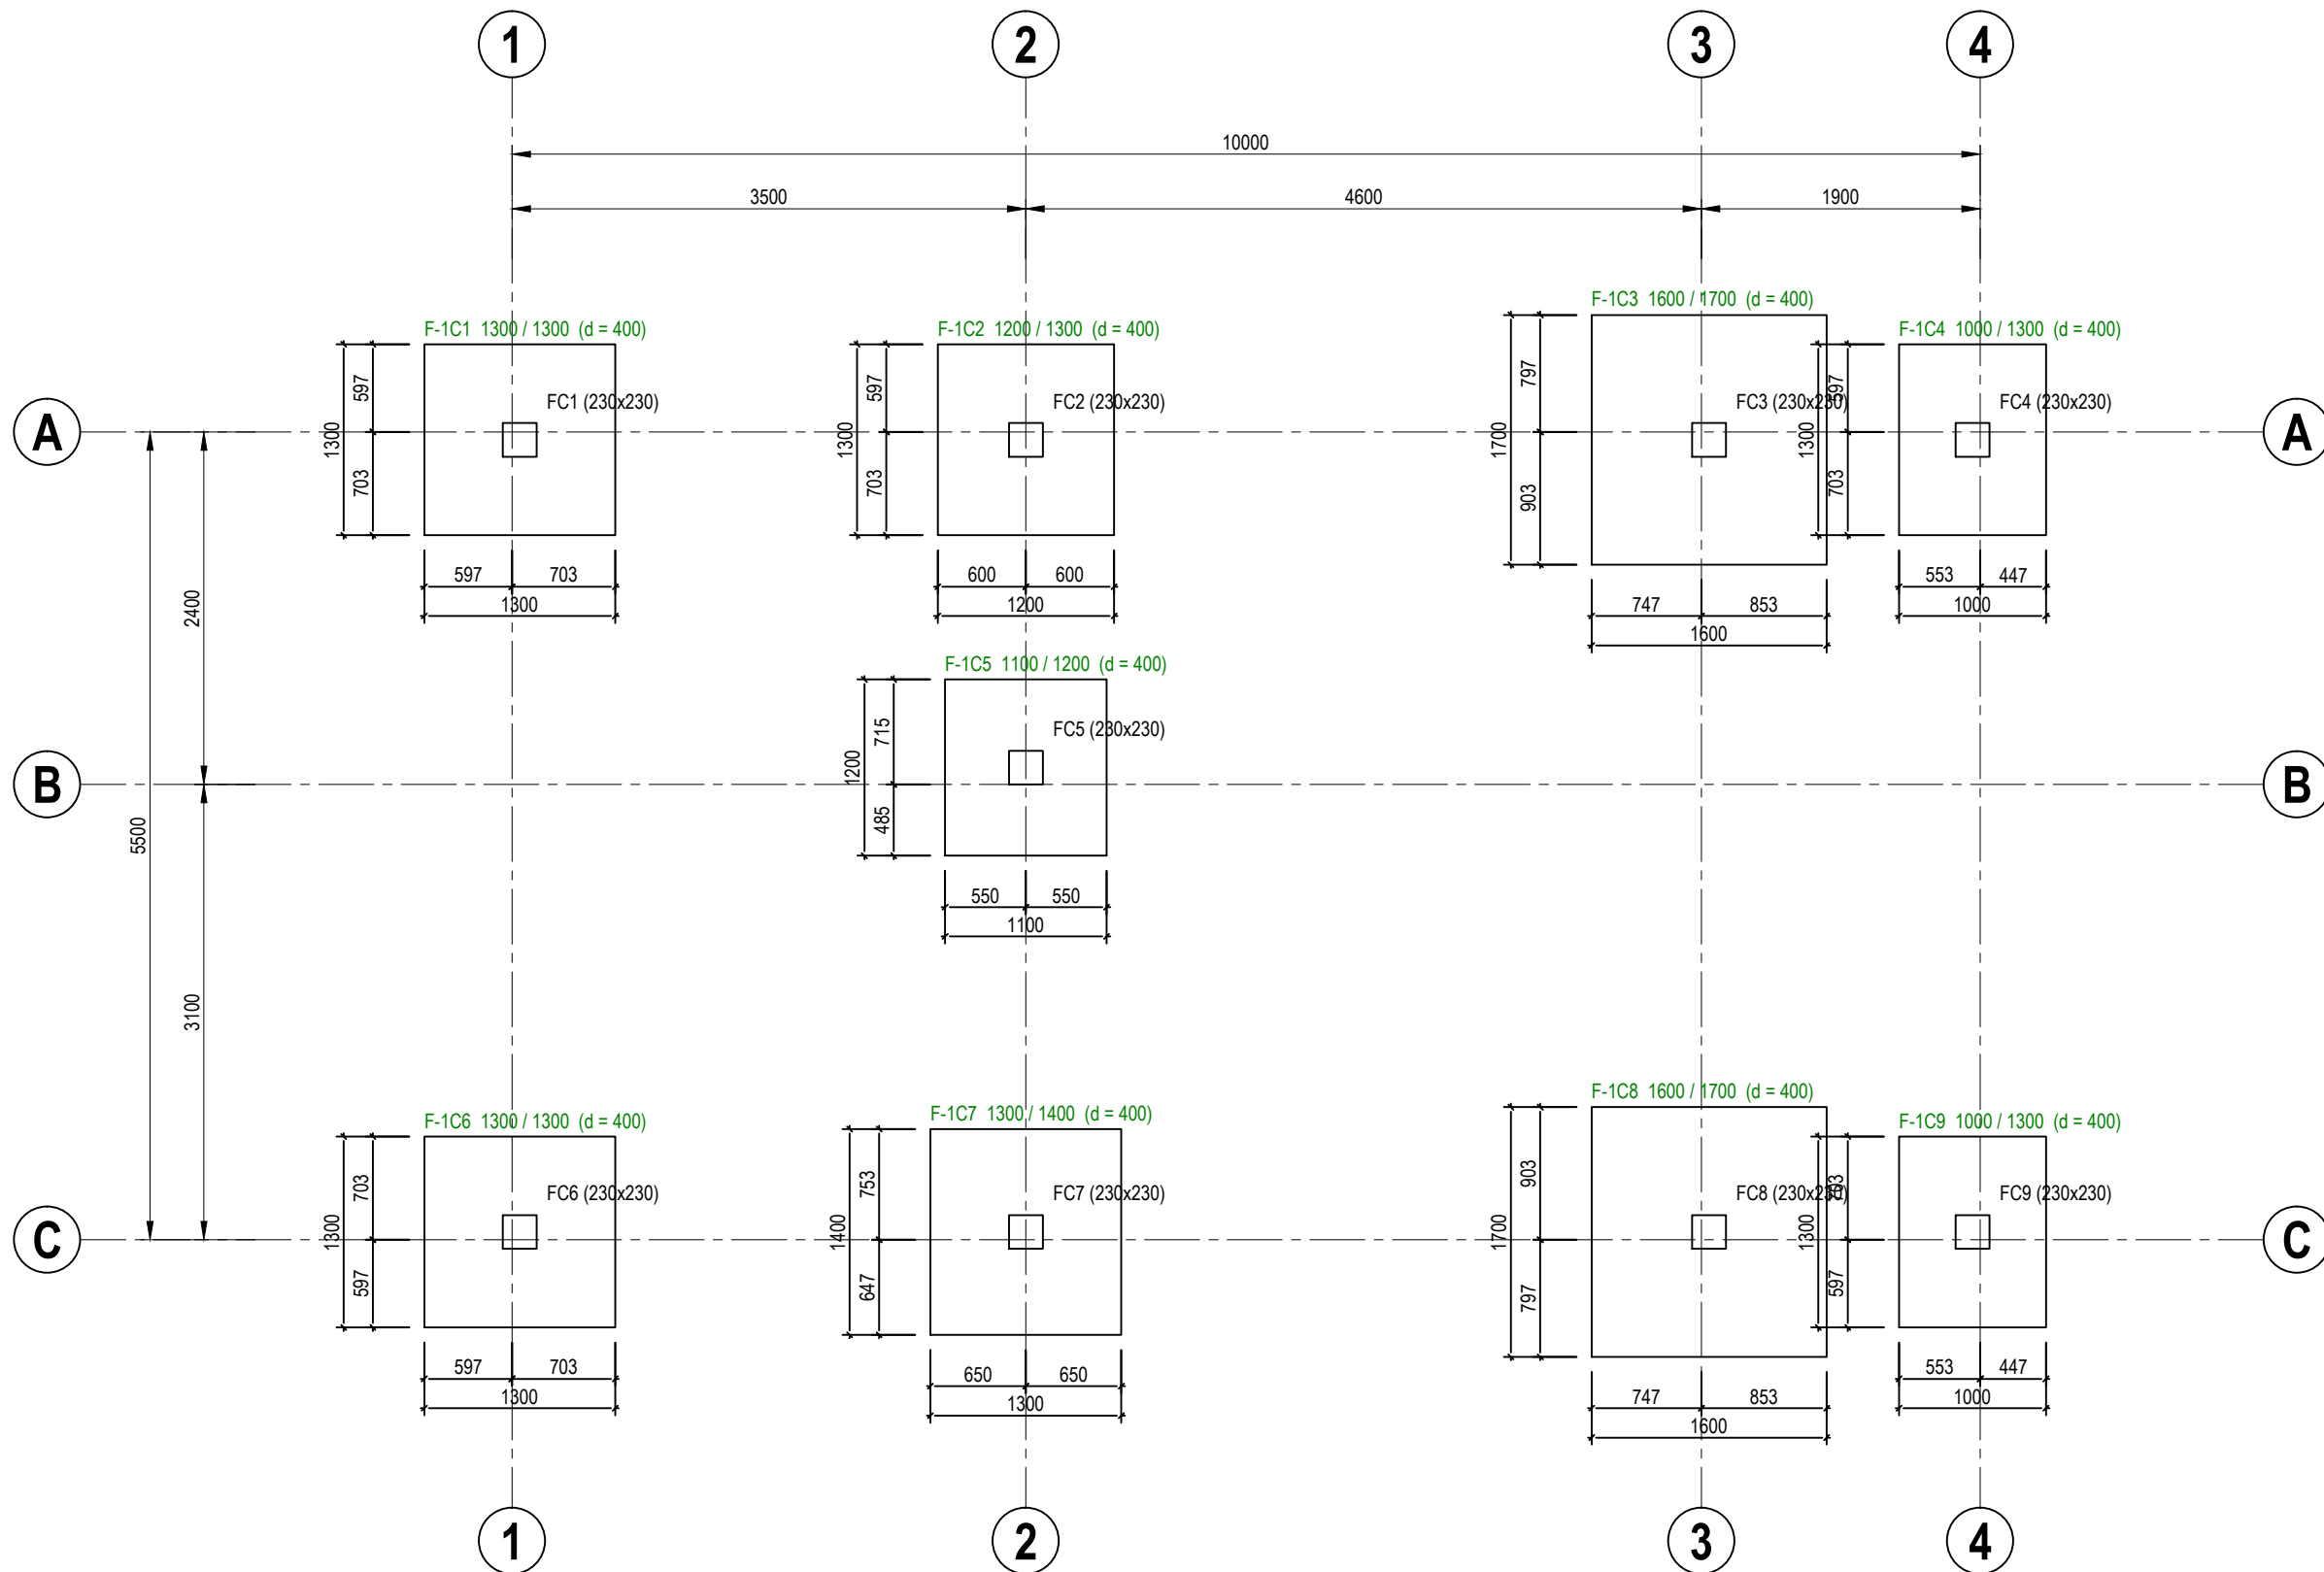 1 2 3 4
10000
3500 4600 1900
F-1C3 1600 / 1700 (d = 400)
F-1C1 1300 / 1300 (d = 400) F-1C2 1200 / 1300 (d = 400) F-1C4 1000 / 1300 (d = 400)
597 597 797 597
FC1 (230x230) FC2 (230x230) FC3 (230x230) FC4 (230x230)
A A
1300 1300 1700 1300
703 703 903 703
597 703 600 600 553 447
1300 1200 747 853 1000
1600
2400
F-1C5 1100 / 1200 (d = 400)
715
FC5 (230x230)
1200
B B
485
5500
550 550
1100
3100
F-1C8 1600 / 1700 (d = 400)
F-1C6 1300 / 1300 (d = 400) F-1C7 1300 / 1400 (d = 400) F-1C9 1000 / 1300 (d = 400)
703 753 903 703
FC6 (230x230) FC7 (230x230) FC8 (230x230) FC9 (230x230)
1300 1400 1700 1300
C C
597 647 797 597
597 703 650 650 553 447
1300 1300 747 853 1000
1600
1 2 3 4